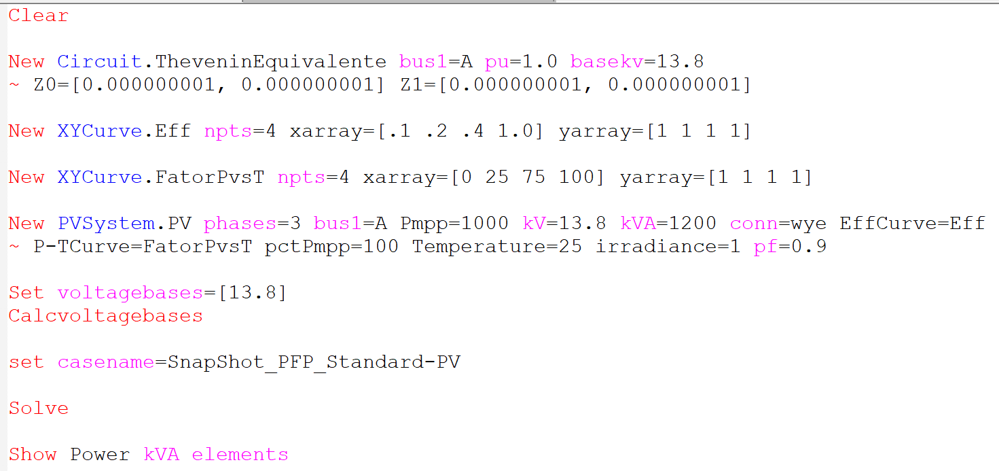 Clear
New Circuit.TheveninEquivalente bus1=A pu=1.0 basekv=13.8
~ Z0=[0.000000001, 0.000000001] Z1=[0.000000001, 0.000000001]
New XYCurve.Eff npts=4 xarray=[.1 .2 .4 1.0] yarray=[1 1 1 1]
New XYCurve.FatorPvsT npts=4 xarray=[0 25 75 100] yarray=[1 1 1 1]
New PVSystem.PV phases=3 bus1=A Pmpp=1000 kV=13.8 kVA=1200 conn=wye EffCurve=Eff
~ P-TCurve=FatorPvsT pctPmpp=100 Temperature=25 irradiance=1 pf=0.9
Set voltagebases=[13.8]
Calcvoltagebases
set casename=SnapShot_PFP_Standard-PV
Solve
Show Power kVA elements